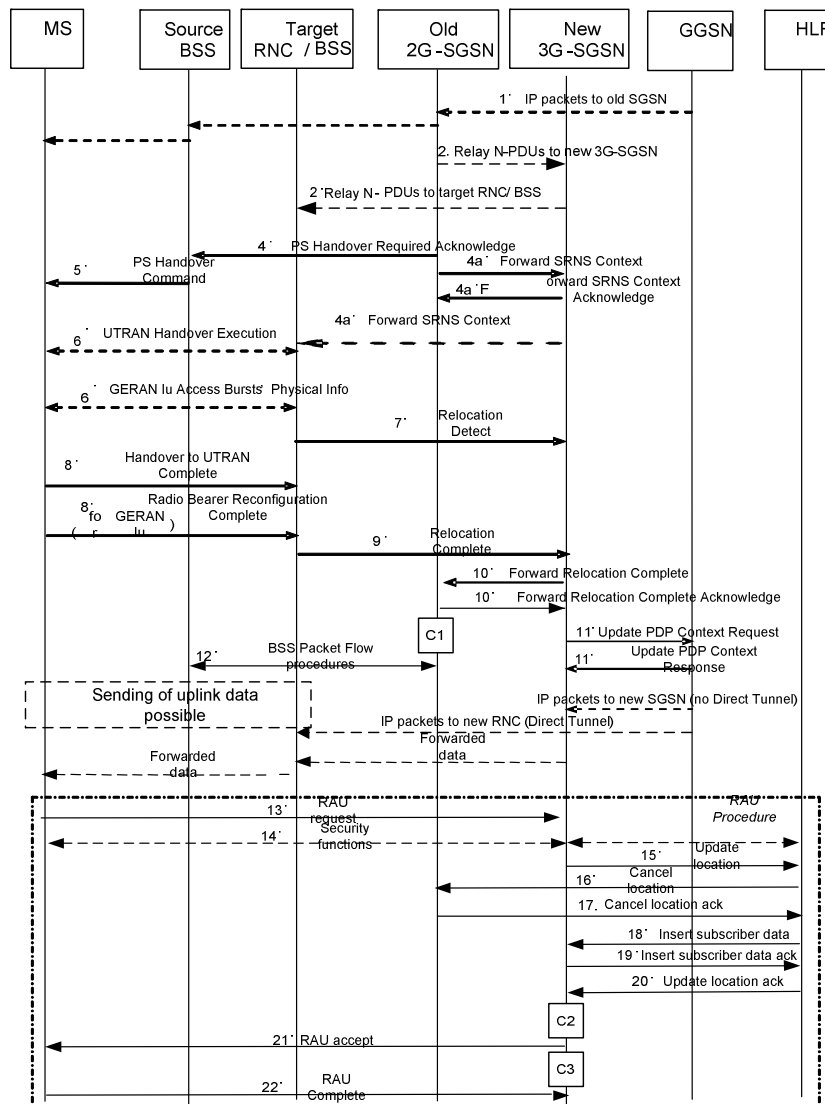 MS
Source
BSS
Target
RNC / BSS
Old
2G-SGSN
New
3G-SGSN
GGSN
HLR
1. IP packets to old SGSN
2. Relay N-PDUs to new 3G-SGSN
2. Relay N- PDUs to target RNC/ BSS
4. PS Handover Required Acknowledge
4a. Forward SRNS Context
5. PS Handover
Command
4a. F orward SRNS Context
Acknowledge
4a. Forward SRNS Context
6. UTRAN Handover Execution
6. GERAN Iu Access Bursts. Physical Info
7. Relocation
Detect
8. Handover to UTRAN
Complete
8. Radio Bearer Reconfiguration
Complete
fo GERAN )
( r Iu
9. Relocation
Complete
10. Forward Relocation Complete
10. Forward Relocation Complete Acknowledge
C1
11. Update PDP Context Request
12. BSS Packet Flow
procedures
11. Update PDP Context
Response
Sending of uplink data
possible
IP packets to new SGSN (no Direct Tunnel)
IP packets to new RNC (Direct Tunnel)
Forwarded
data
Forwarded
data
13. RAU
request
RAU
Procedure
14. Security
functions
15. Update
location
16. Cancel
location
17. Cancel location ack
18. Insert subscriber data
19. Insert subscriber data ack
20. Update location ack
C2
21. RAU accept
C3
22. RAU
Complete